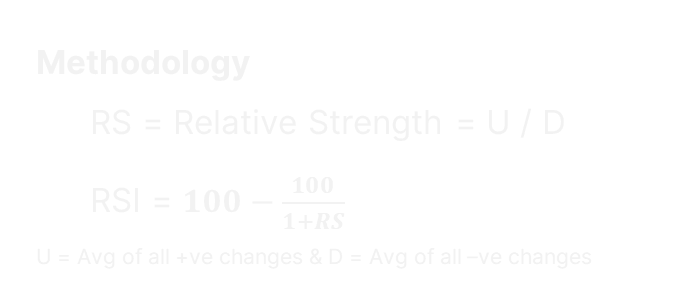 Methodology
RS = Relative Strength = U / D
RSI = 100 − 100/(1+RS)
U = Avg of all +ve changes & D = Avg of all –ve changes